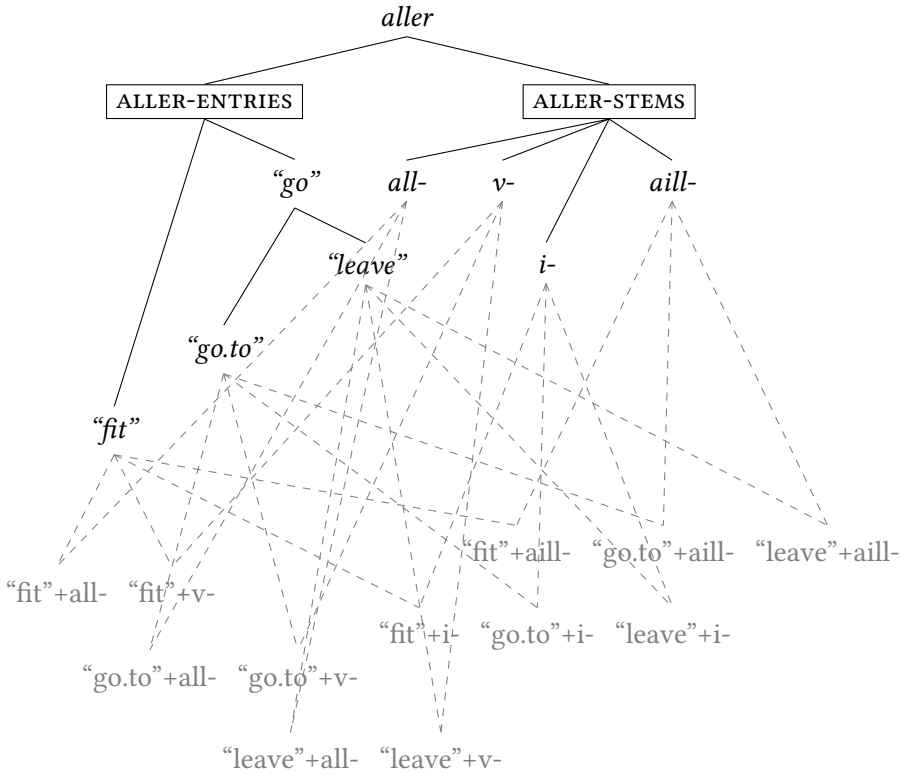 aller
ALLER-ENTRIES ALLER-STEMS
“go” all- v- aill-
“leave” i-
“go.to”
“fit”
“fit”+aill- “go.to”+aill- “leave”+aill-
“fit”+all- “fit”+v-
“fit”+i- “go.to”+i- “leave”+i-
“go.to”+all- “go.to”+v-
“leave”+all- “leave”+v-